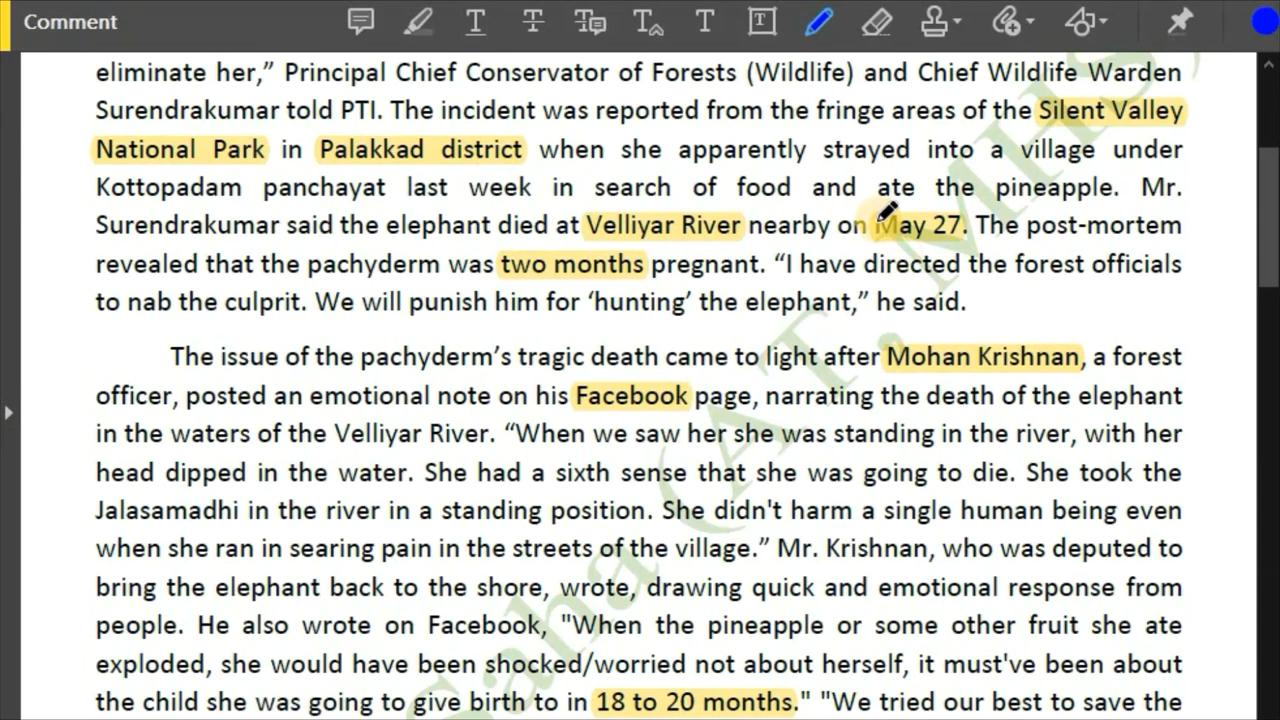 Comment
eliminate her,” Principal Chief Conservator of Forests (Wildlife) and Chief Wildlife Warden
Surendrakumar told PTI. The incident was reported from the fringe areas of the Silent Valley
National Park in Palakkad district when she apparently strayed into a village under
Kottopadam panchayat last week in search of food and ate the pineapple. Mr.
Surendrakumar said the elephant died at Velliyar River nearby on May 27. The post-mortem
revealed that the pachyderm was two months pregnant. “I have directed the forest officials
to nab the culprit. We will punish him for ‘hunting’ the elephant,” he said.
The issue of the pachyderm’s tragic death came to light after Mohan Krishnan, a forest
officer, posted an emotional note on his Facebook page, narrating the death of the elephant
in the waters of the Velliyar River. “When we saw her she was standing in the river, with her
head dipped in the water. She had a sixth sense that she was going to die. She took the
Jalasamadhi in the river in a standing position. She didn't harm a single human being even
when she ran in searing pain in the streets of the village.” Mr. Krishnan, who was deputed to
bring the elephant back to the shore, wrote, drawing quick and emotional response from
people. He also wrote on Facebook, "When the pineapple or some other fruit she ate
exploded, she would have been shocked/worried not about herself, it must've been about
the child she was going to give birth to in 18 to 20 months." "We tried our best to save the
Saha (AT, MHS)